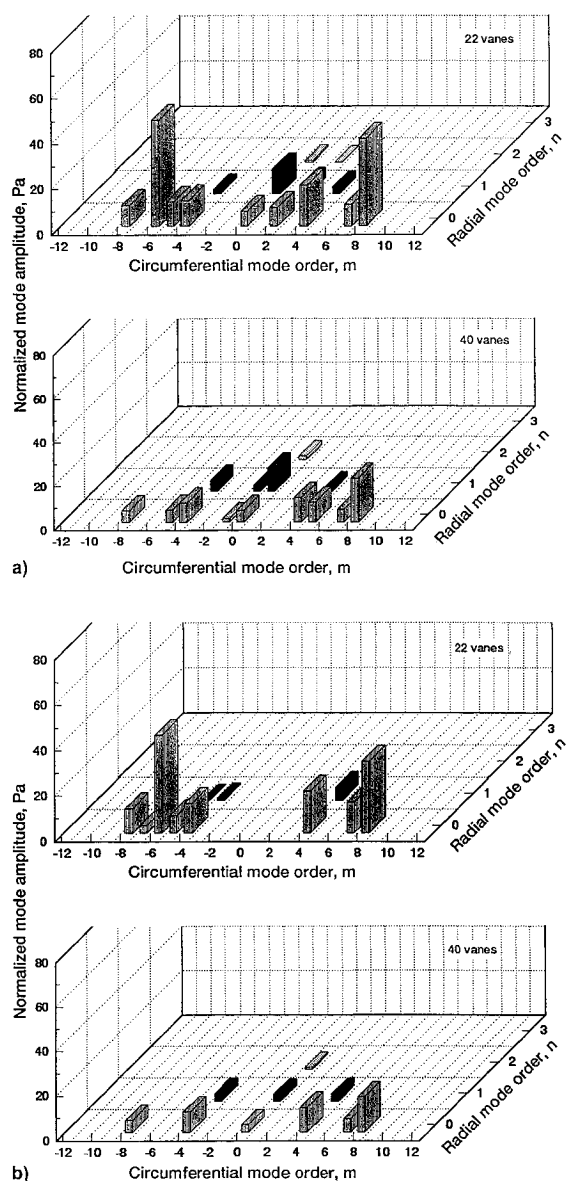 80
60
40
20
0
22 vanes
3
2
1
0
-12 -10 -8 -6 -4 -2 0 2 4 6 8 10 12
Circumferential mode order, m
Radial mode order, n
Normalized mode amplitude, Pa
80
60
40
20
0
40 vanes
3
2
1
0
-12 -10 -8 -6 -4 -2 0 2 4 6 8 10 12
Radial mode order, n
a) Circumferential mode order, m
80
60
40
20
0
22 vanes
3
2
1
0
-12 -10 -8 -6 -4 -2 0 2 4 6 8 10 12
Circumferential mode order, m
Radial mode order, n
Normalized mode amplitude, Pa
80
60
40
20
0
40 vanes
3
2
1
0
-12 -10 -8 -6 -4 -2 0 2 4 6 8 10 12
Radial mode order, n
b) Circumferential mode order, m